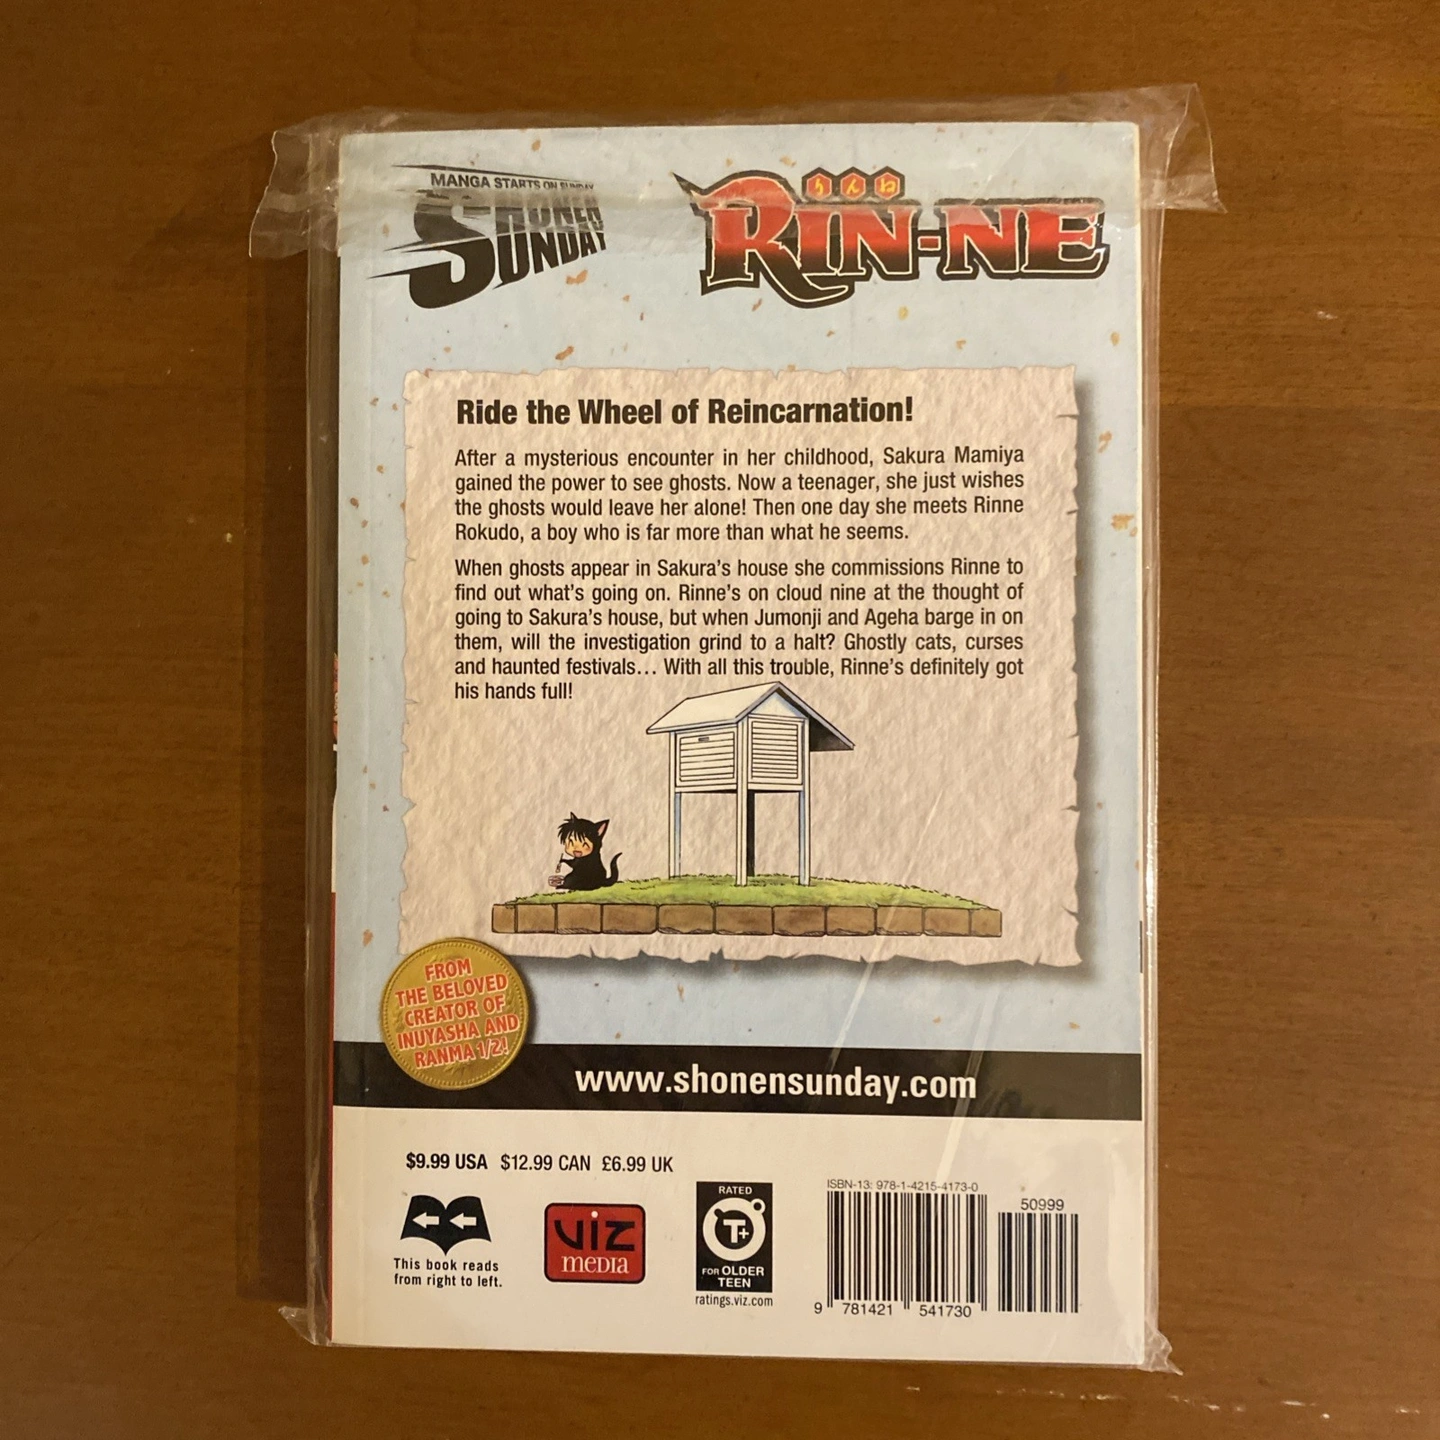 MANGA STARTS ON SUNDAY
SHONEN
SUNDAY
らんね
RIN-NE
Ride the Wheel of Reincarnation!
After a mysterious encounter in her childhood, Sakura Mamiya
gained the power to see ghosts. Now a teenager, she just wishes
the ghosts would leave her alone! Then one day she meets Rinne
Rokudo, a boy who is far more than what he seems.
When ghosts appear in Sakura's house she commissions Rinne to
find out what's going on. Rinne's on cloud nine at the thought of
going to Sakura's house, but when Jumonji and Ageha barge in on
them, will the investigation grind to a halt? Ghostly cats, curses
and haunted festivals... With all this trouble, Rinne's definitely got
his hands full!
FROM
THE BELOVED
CREATOR OF
INUYASHA AND
RANMA 1/2!
www.shonensunday.com
$9.99 USA $12.99 CAN £6.99 UK
This book reads
from right to left.
VIZ
MEDIA
RATED
T+
FOR OLDER
TEEN
ratings.viz.com
ISBN-13: 978-1-4215-4173-0
50999
9 781421 541730